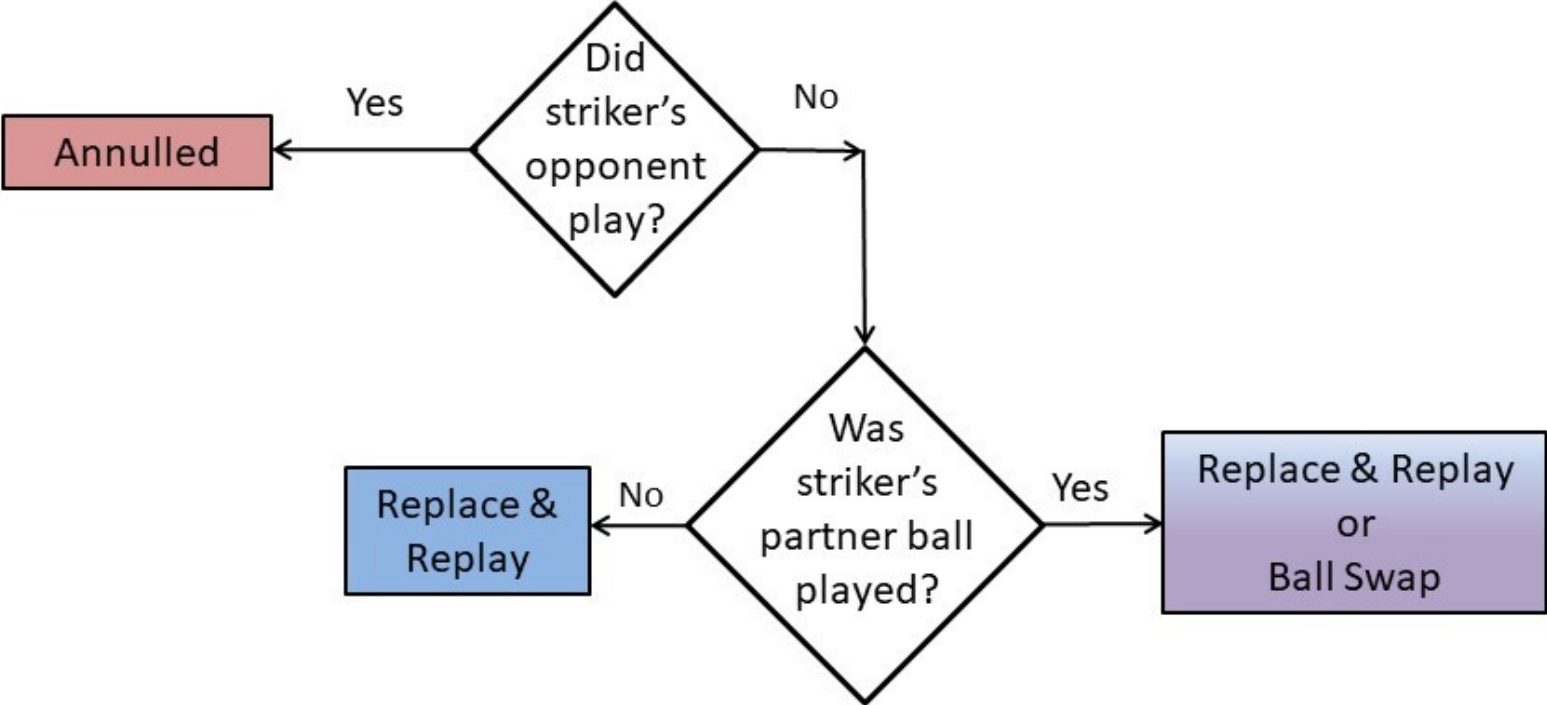 Did
striker’s
opponent
play?
Yes
No
Annulled
Was
striker’s
partner ball
played?
No
Yes
Replace &
Replay
Replace & Replay
or
Ball Swap